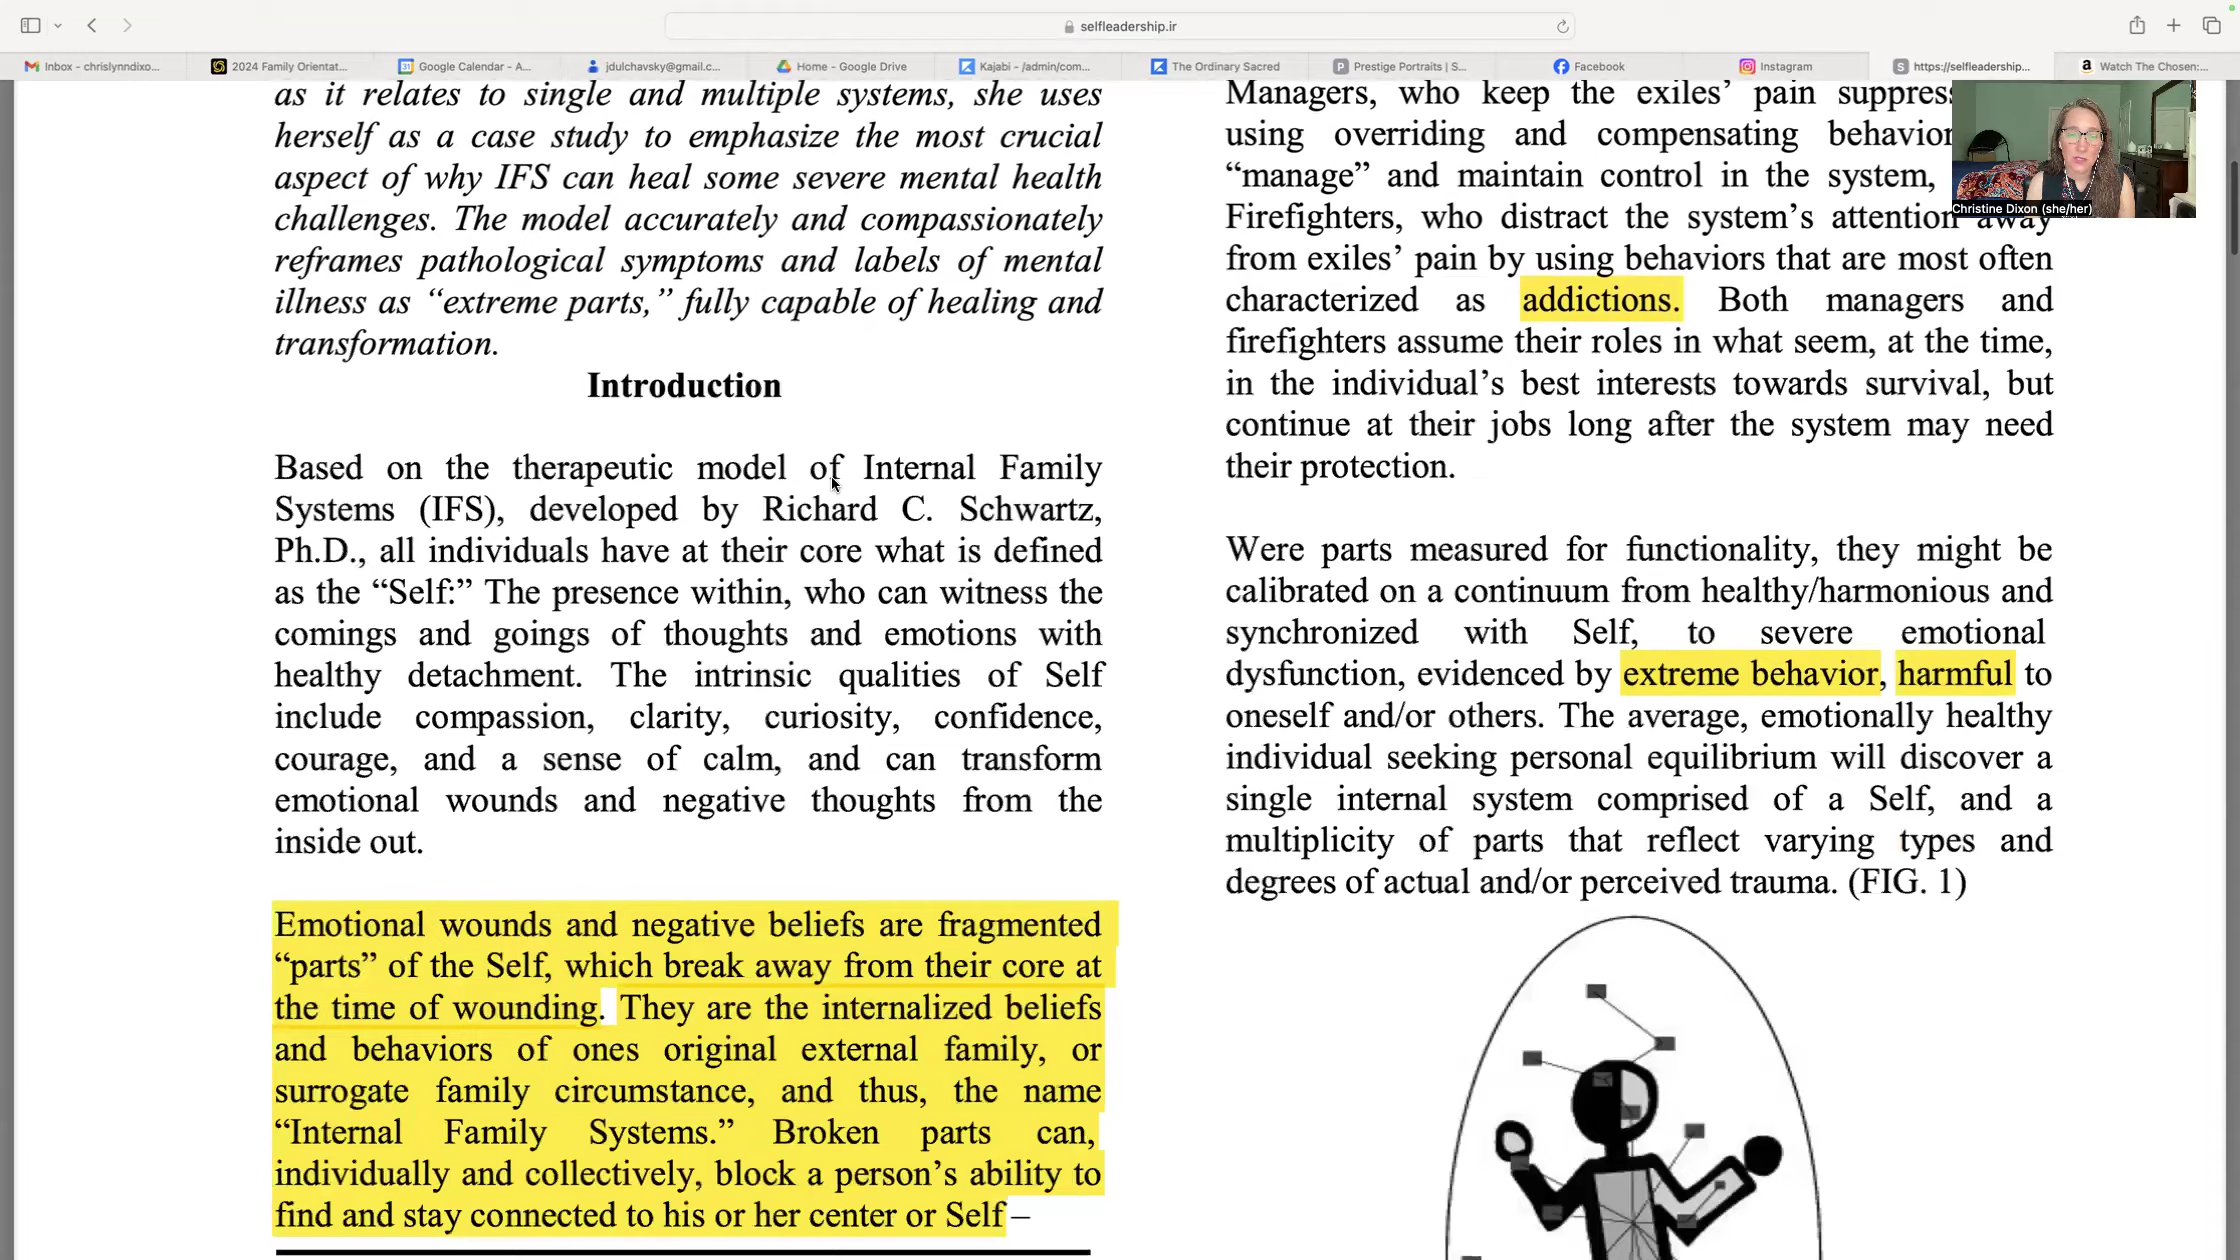 selfleadership.ir
Inbox - chrislynndixo...
2024 Family Orientat...
Google Calendar - A...
jdulchavsky@gmail.c...
Home - Google Drive
Kajabi - /admin/com...
The Ordinary Sacred
Prestige Portraits | S...
Facebook
Instagram
https://selfleadership...
Watch The Chosen:...
as it relates to single and multiple systems, she uses
herself as a case study to emphasize the most crucial
aspect of why IFS can heal some severe mental health
challenges. The model accurately and compassionately
reframes pathological symptoms and labels of mental
illness as “extreme parts,” fully capable of healing and
transformation.
Introduction
Based on the therapeutic model of Internal Family
Systems (IFS), developed by Richard C. Schwartz,
Ph.D., all individuals have at their core what is defined
as the “Self:” The presence within, who can witness the
comings and goings of thoughts and emotions with
healthy detachment. The intrinsic qualities of Self
include compassion, clarity, curiosity, confidence,
courage, and a sense of calm, and can transform
emotional wounds and negative thoughts from the
inside out.
Emotional wounds and negative beliefs are fragmented
“parts” of the Self, which break away from their core at
the time of wounding. They are the internalized beliefs
and behaviors of ones original external family, or
surrogate family circumstance, and thus, the name
“Internal Family Systems.” Broken parts can,
individually and collectively, block a person’s ability to
find and stay connected to his or her center or Self –
Managers, who keep the exiles’ pain suppress
using overriding and compensating behavior
“manage” and maintain control in the system,
Firefighters, who distract the system’s attention away
from exiles’ pain by using behaviors that are most often
characterized as addictions. Both managers and
firefighters assume their roles in what seem, at the time,
in the individual’s best interests towards survival, but
continue at their jobs long after the system may need
their protection.
Were parts measured for functionality, they might be
calibrated on a continuum from healthy/harmonious and
synchronized with Self, to severe emotional
dysfunction, evidenced by extreme behavior, harmful to
oneself and/or others. The average, emotionally healthy
individual seeking personal equilibrium will discover a
single internal system comprised of a Self, and a
multiplicity of parts that reflect varying types and
degrees of actual and/or perceived trauma. (FIG. 1)
Christine Dixon (she/her)